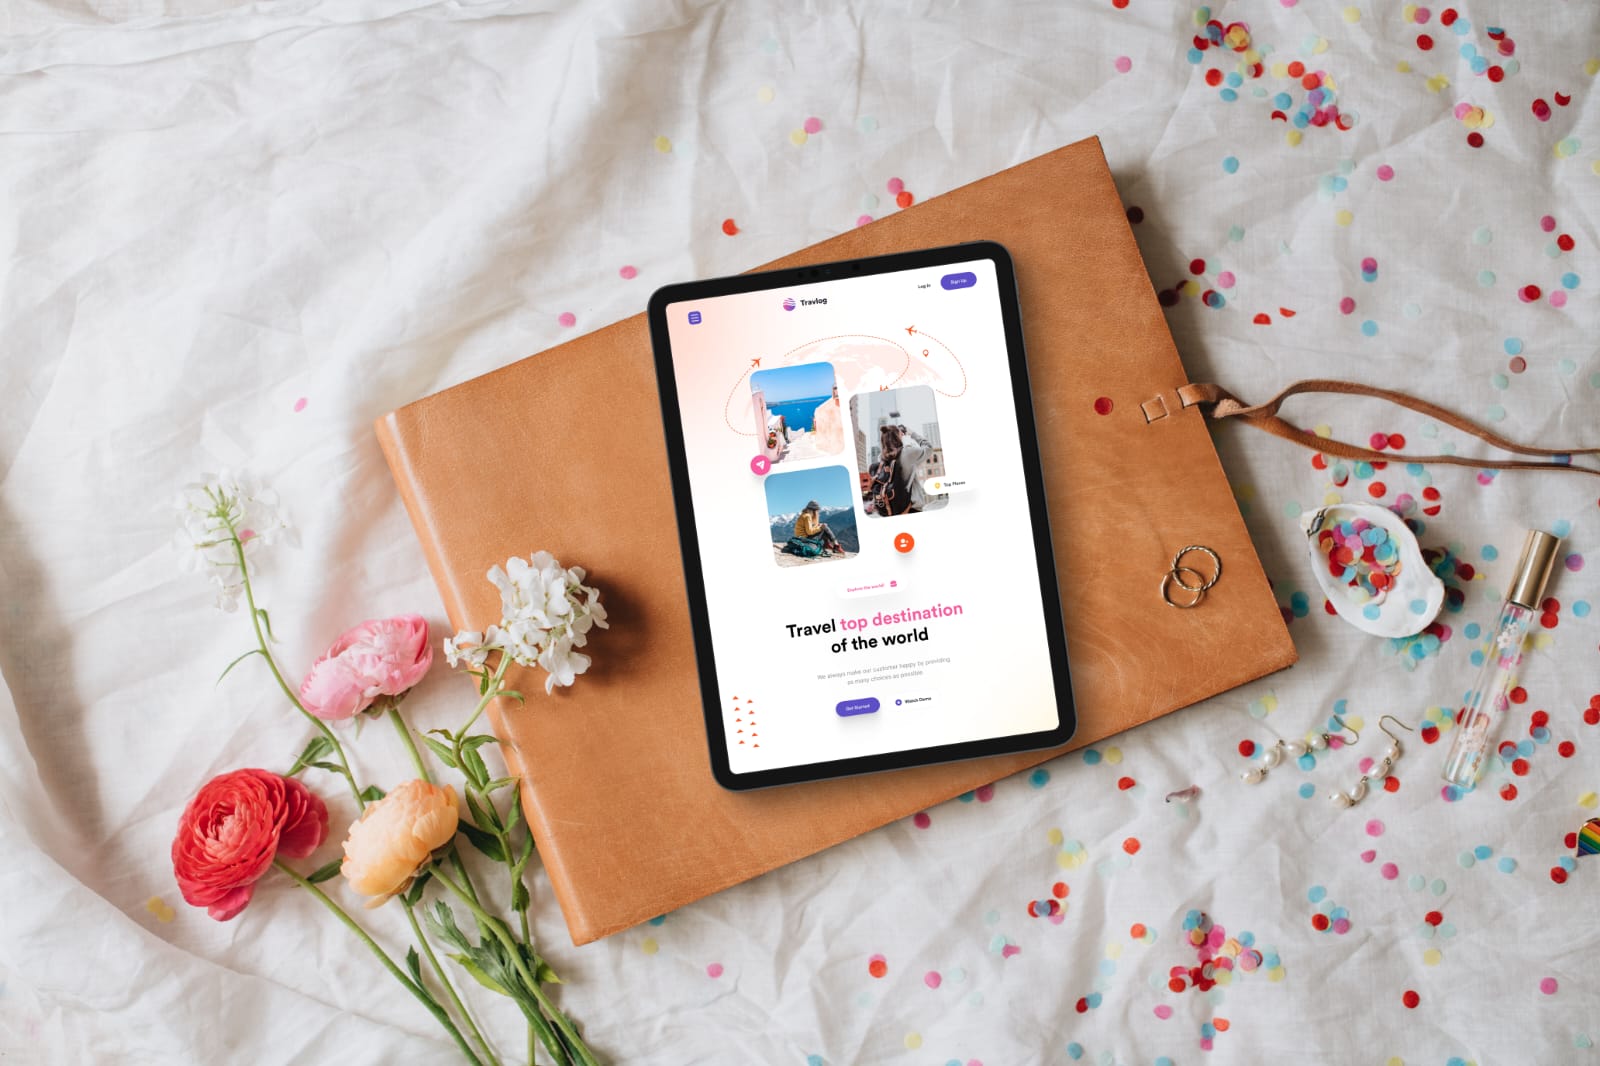 Travlog
Log In
Sign Up
Top Places
Explore the world!
Travel top destination
of the world
We always make our customer happy by providing
as many choices as possible
Get Started
Watch Demo